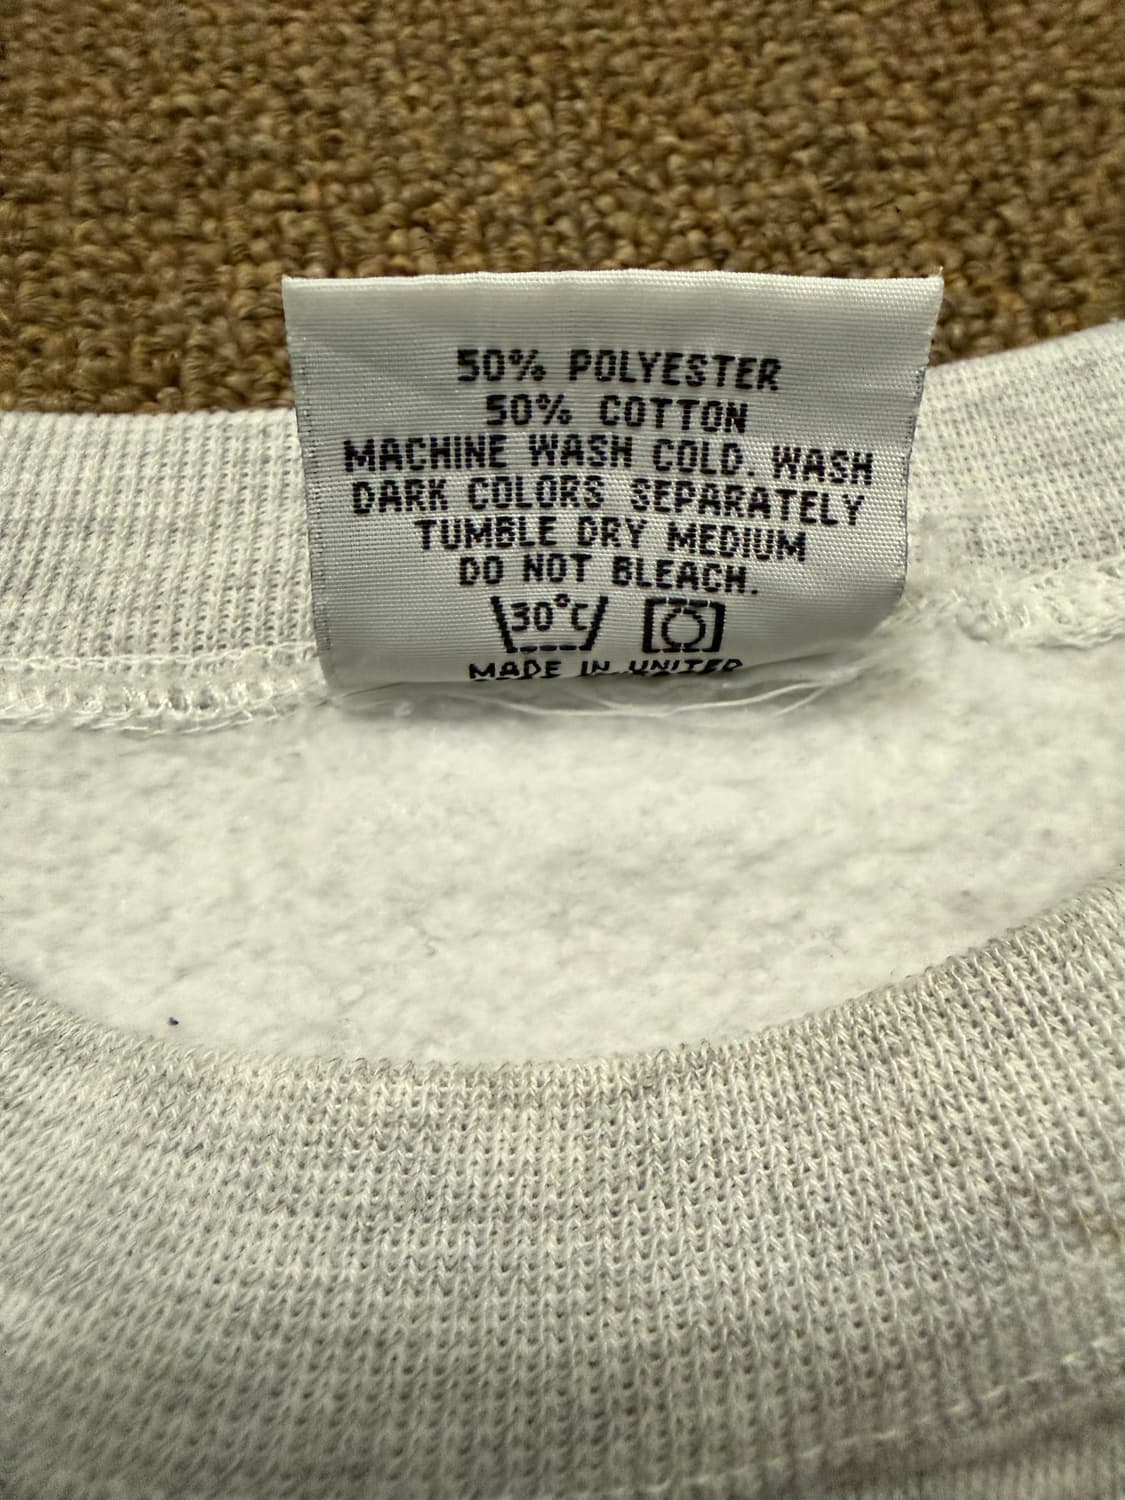 50% POLYESTER
50% COTTON
MACHINE WASH COLD. WASH
DARK COLORS SEPARATELY
TUMBLE DRY MEDIUM
DO NOT BLEACH.
30°C
MADE IN UNITED